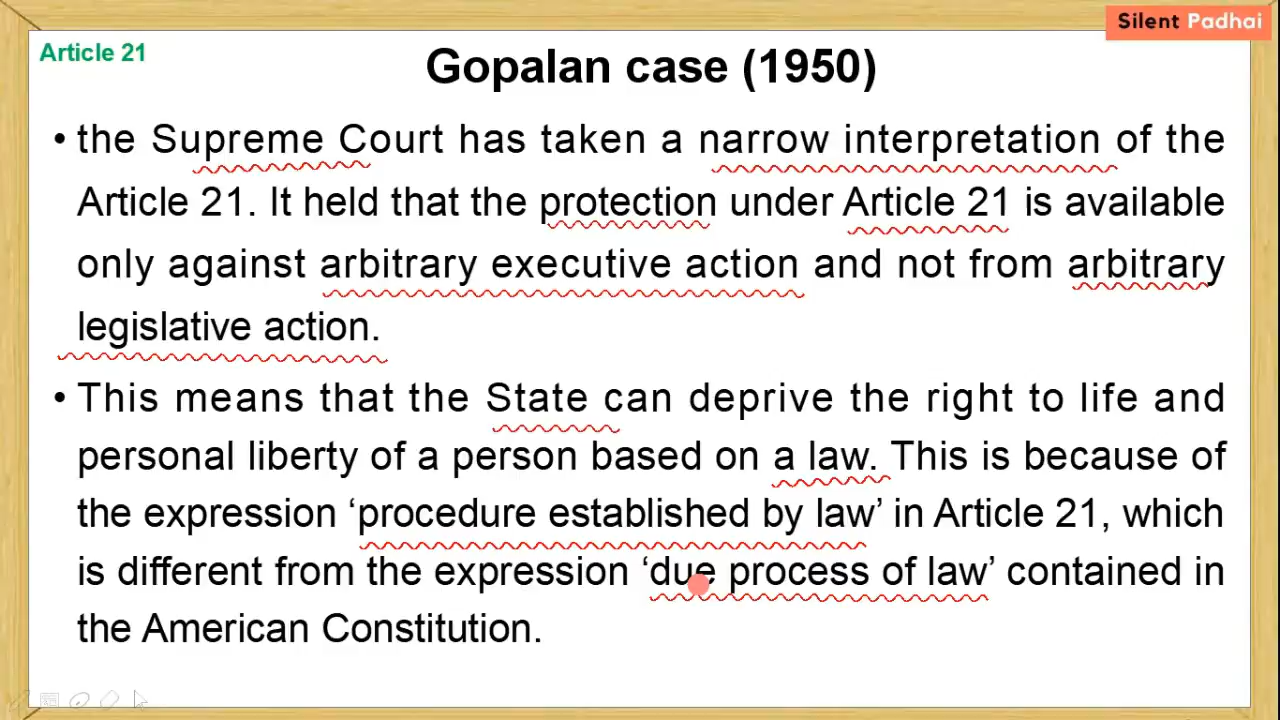 Silent Padhai
Article 21
Gopalan case (1950)
• the Supreme Court has taken a narrow interpretation of the
Article 21. It held that the protection under Article 21 is available
only against arbitrary executive action and not from arbitrary
legislative action.
• This means that the State can deprive the right to life and
personal liberty of a person based on a law. This is because of
the expression ‘procedure established by law’ in Article 21, which
is different from the expression ‘due process of law’ contained in
the American Constitution.